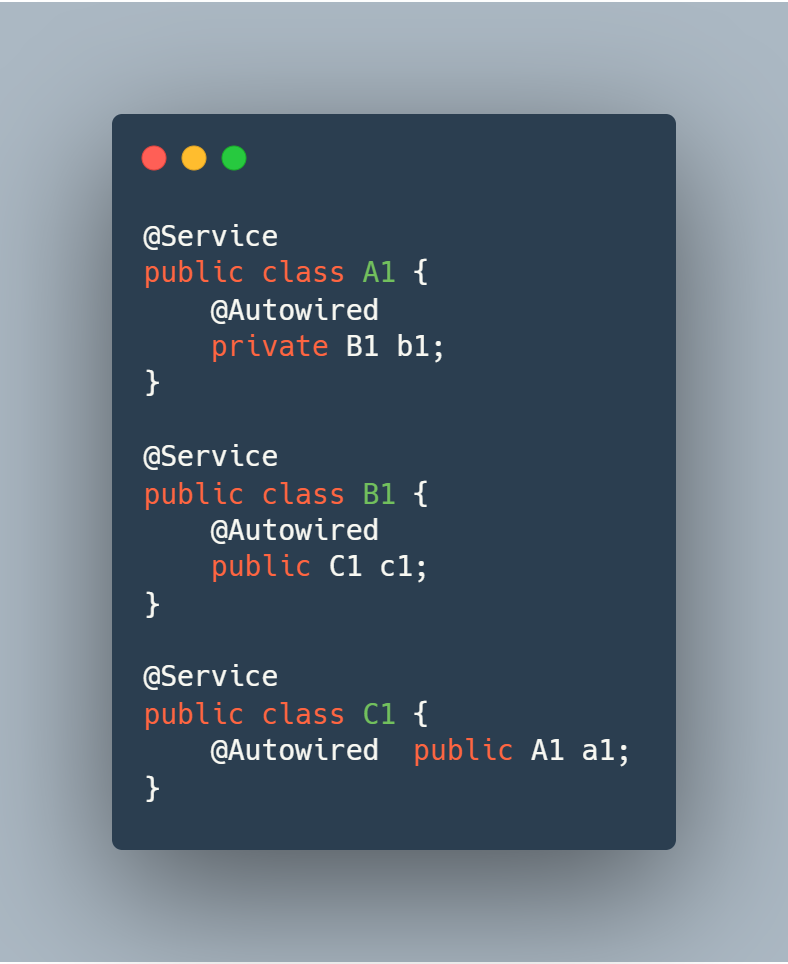 @Service
public class A1 {
    @Autowired
    private B1 b1;
}

@Service
public class B1 {
    @Autowired
    public C1 c1;
}

@Service
public class C1 {
    @Autowired  public A1 a1;
}